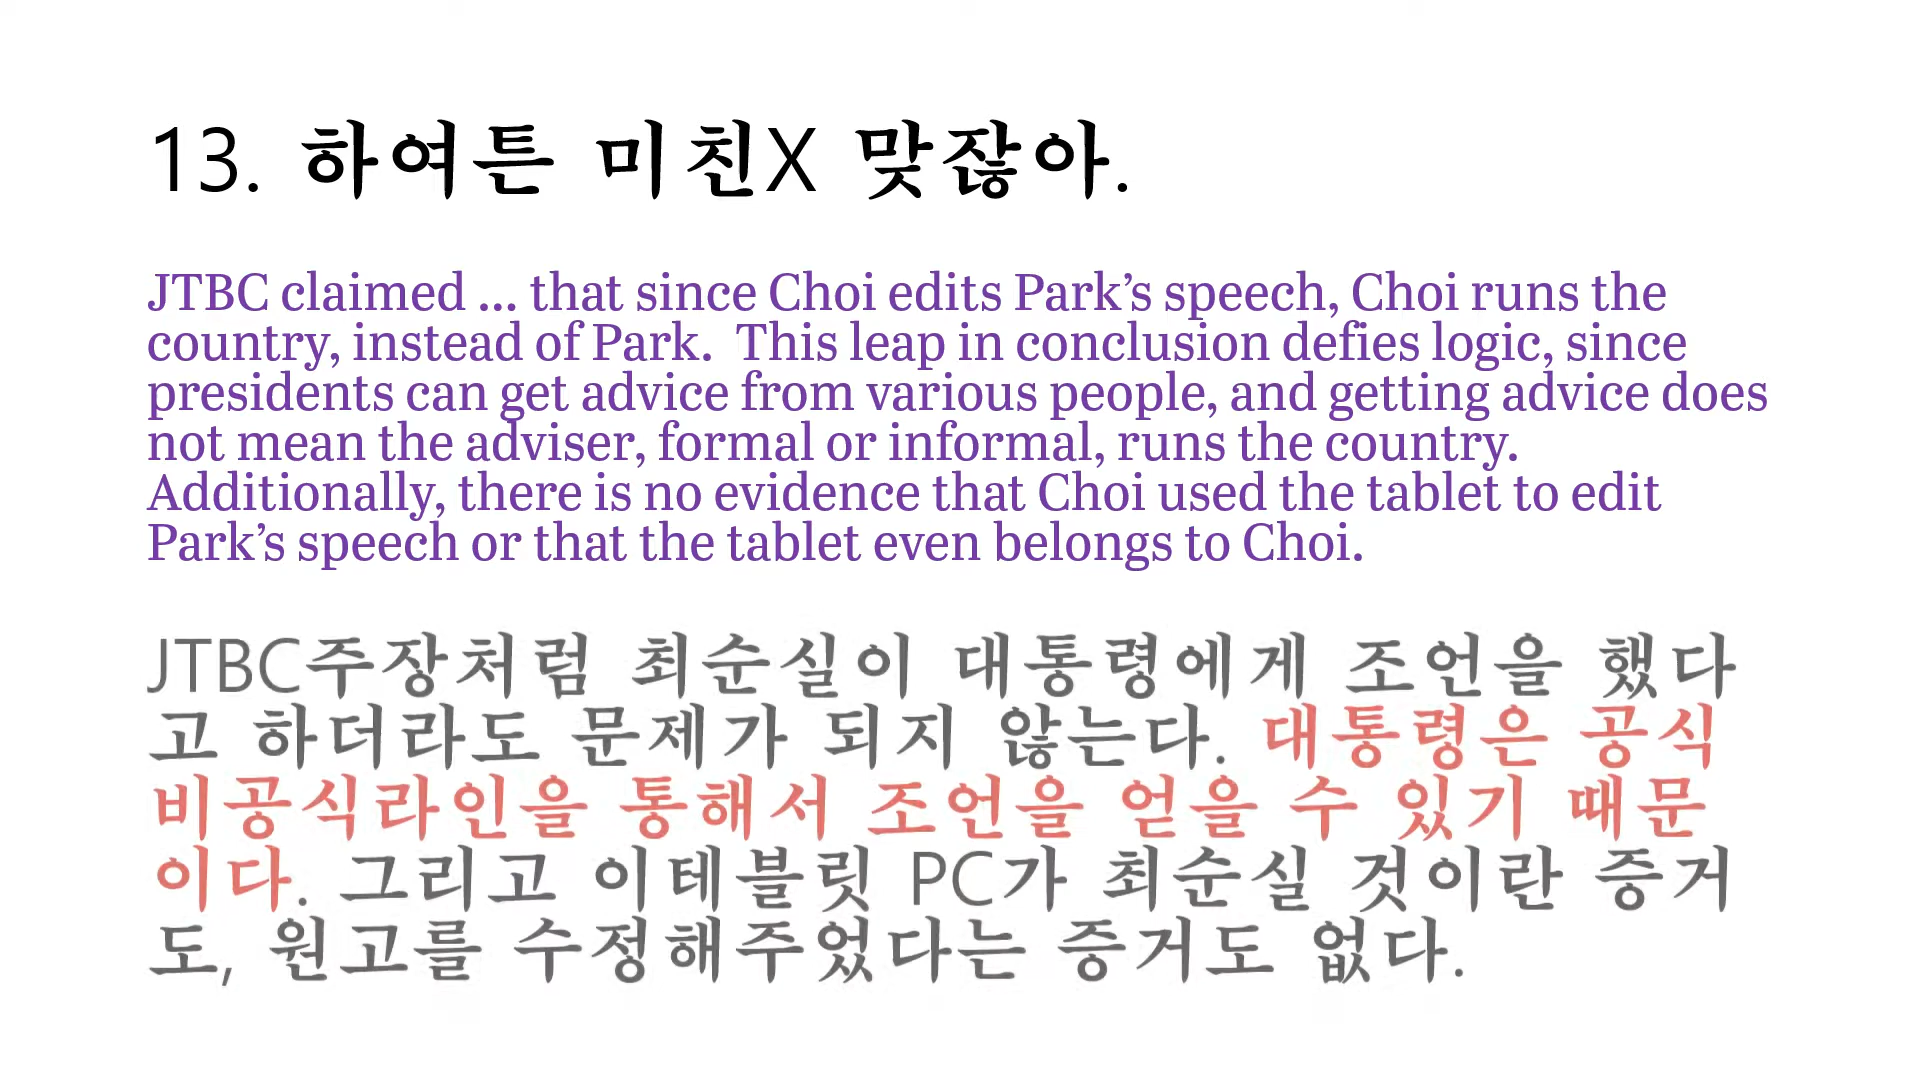 13. 하여튼 미친X 맞잖아.
JTBC claimed ... that since Choi edits Park’s speech, Choi runs the
country, instead of Park.  This leap in conclusion defies logic, since
presidents can get advice from various people, and getting advice does
not mean the adviser, formal or informal, runs the country.
Additionally, there is no evidence that Choi used the tablet to edit
Park’s speech or that the tablet even belongs to Choi.
JTBC주장처럼 최순실이 대통령에게 조언을 했다
고 하더라도 문제가 되지 않는다. 대통령은 공식
비공식라인을 통해서 조언을 얻을 수 있기 때문
이다. 그리고 이테블릿 PC가 최순실 것이란 증거
도, 원고를 수정해주었다는 증거도 없다.